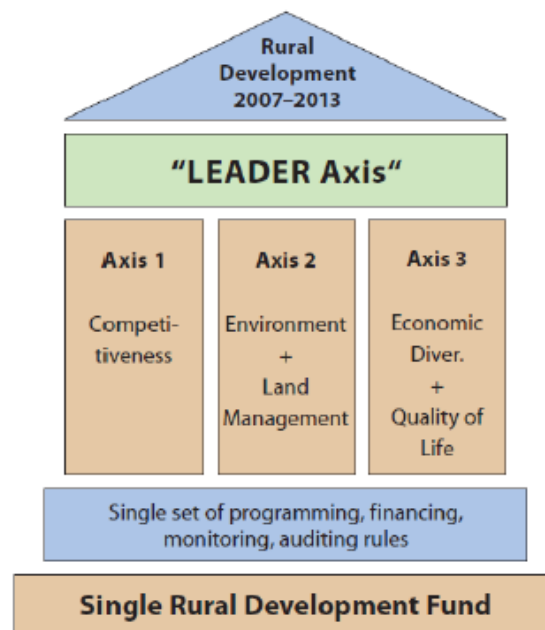 Rural
Development
2007–2013
“LEADER Axis“
Axis 1
Competi-
tiveness
Axis 2
Environment
+
Land
Management
Axis 3
Economic
Diver.
+
Quality of
Life
Single set of programming, financing,
monitoring, auditing rules
Single Rural Development Fund